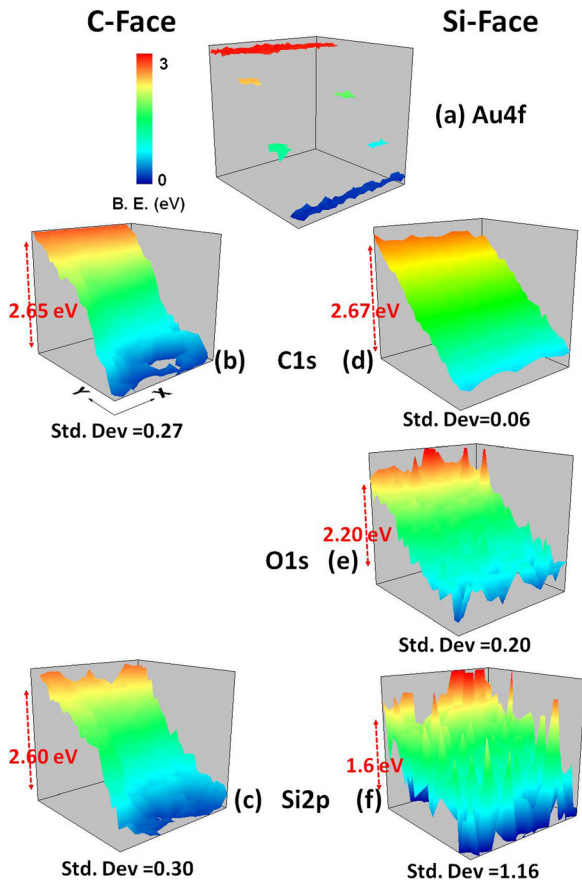 C-Face
Si-Face
3
0
B. E. (eV)
(a) Au4f
2.65 eV
2.67 eV
(b) C1s (d)
Y X
Std. Dev =0.27
Std. Dev=0.06
2.20 eV
O1s (e)
Std. Dev =0.20
2.60 eV
1.6 eV
(c) Si2p (f)
Std. Dev =0.30
Std. Dev =1.16